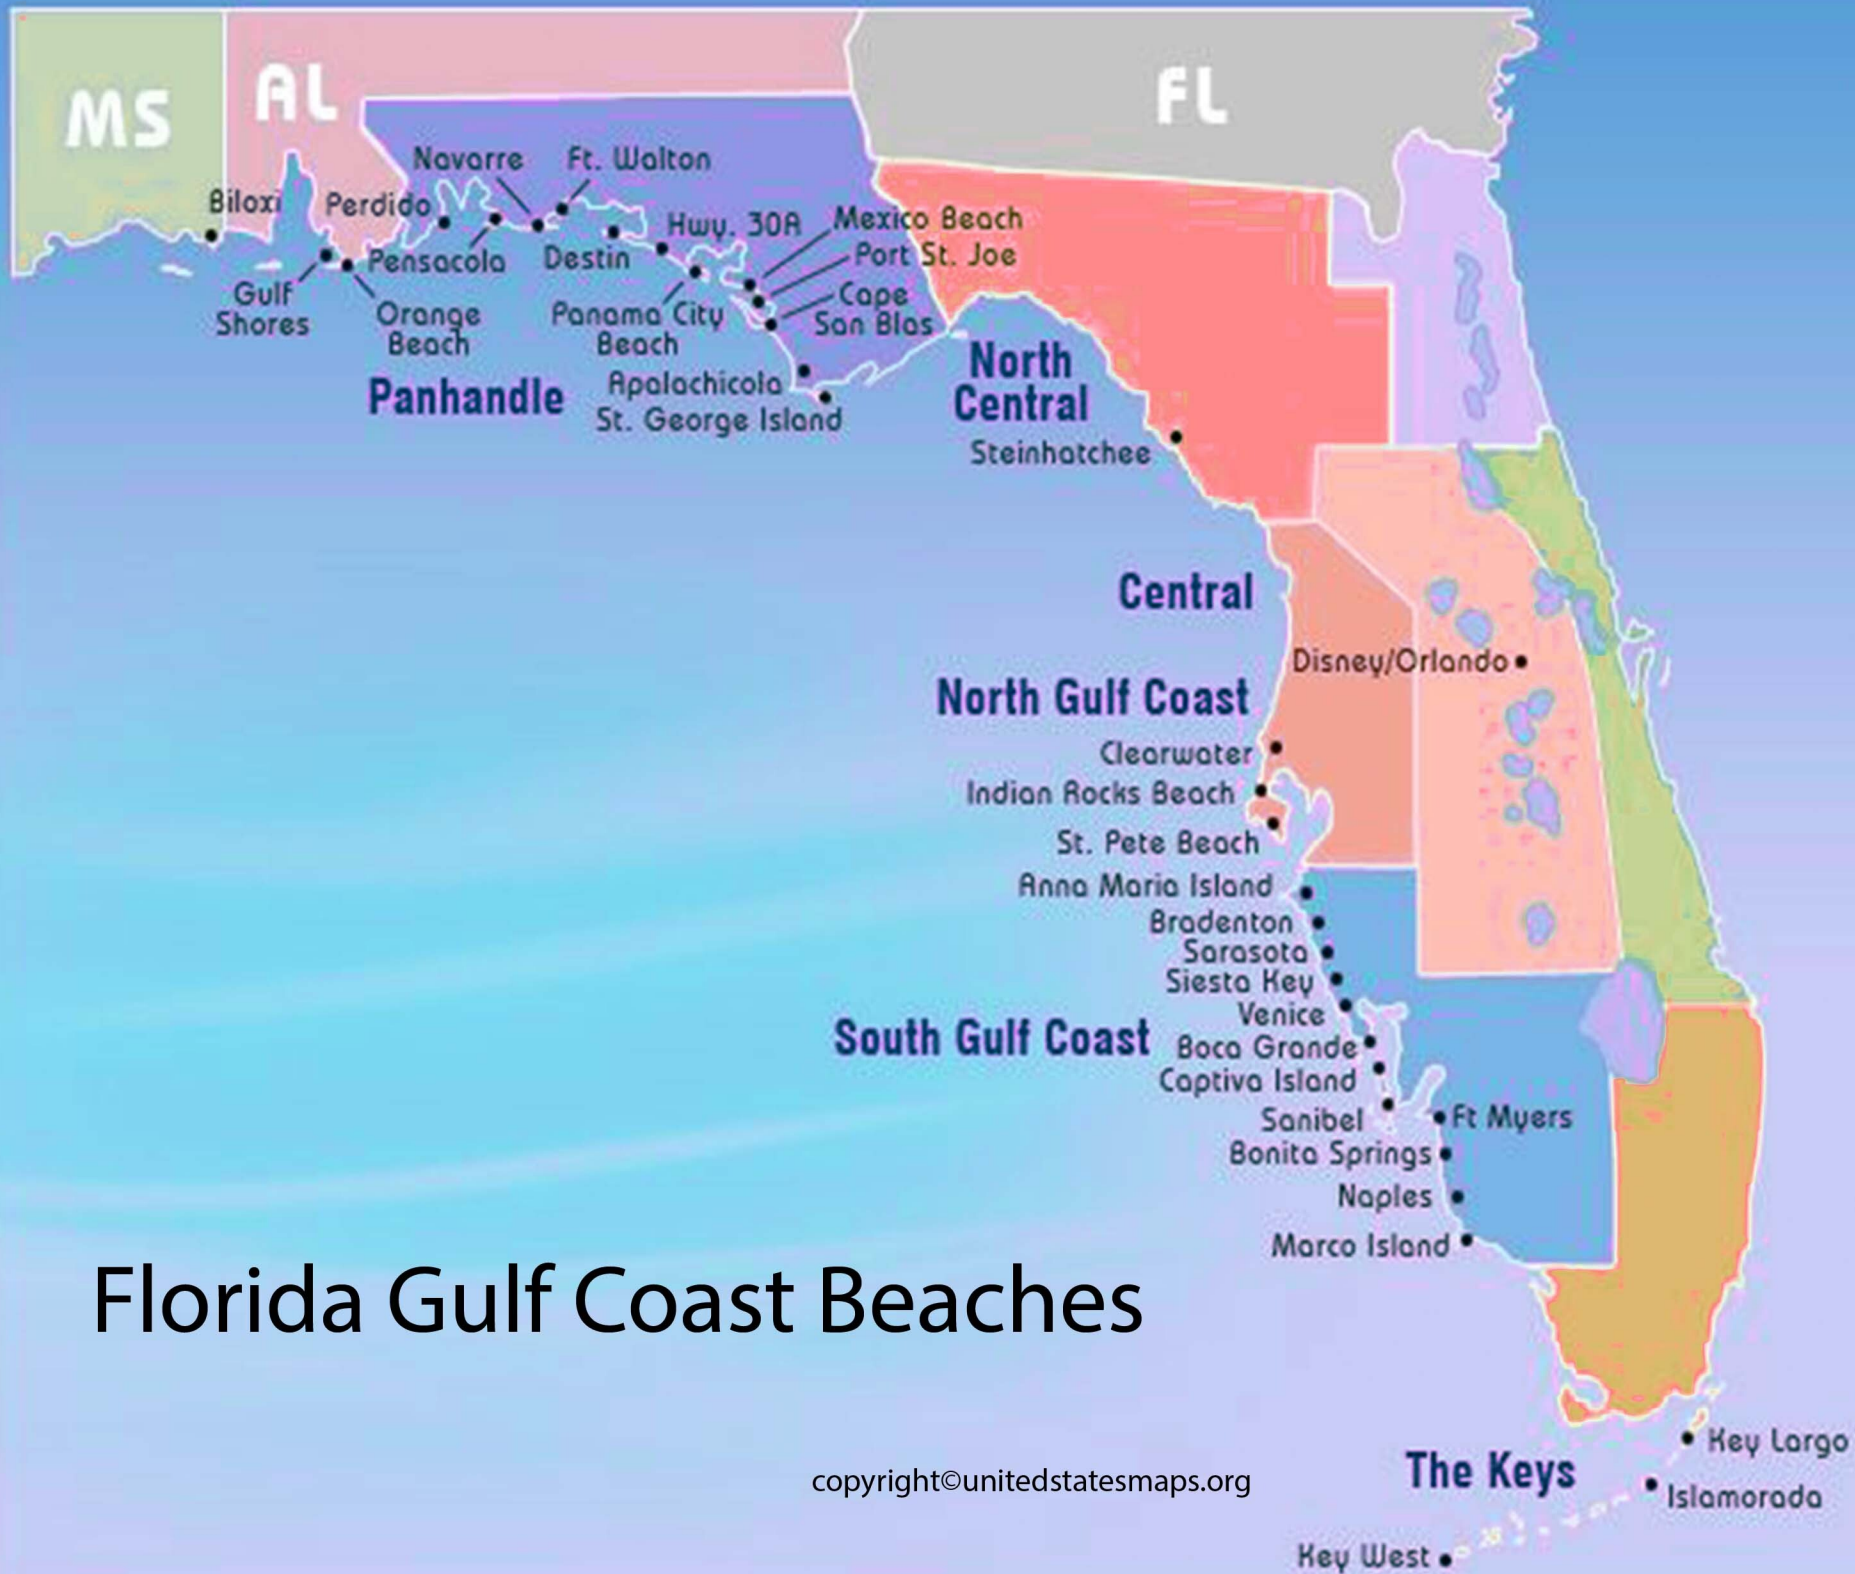 MS
AL
FL
Navarre
Ft. Walton
Biloxi
Perdido
Hwy. 30A
Mexico Beach
Pensacola
Destin
Port St. Joe
Gulf
Shores
Orange
Beach
Panama City
Beach
Cape
San Blas
Panhandle
Apalachicola
St. George Island
North
Central
Steinhatchee
Central
Disney/Orlando
North Gulf Coast
Clearwater
Indian Rocks Beach
St. Pete Beach
Anna Maria Island
Bradenton
Sarasota
Siesta Key
Venice
South Gulf Coast
Boca Grande
Captiva Island
Sanibel
Ft Myers
Bonita Springs
Naples
Marco Island
Florida Gulf Coast Beaches
Key Largo
The Keys
copyright©unitedstatesmaps.org
Islamorada
Key West